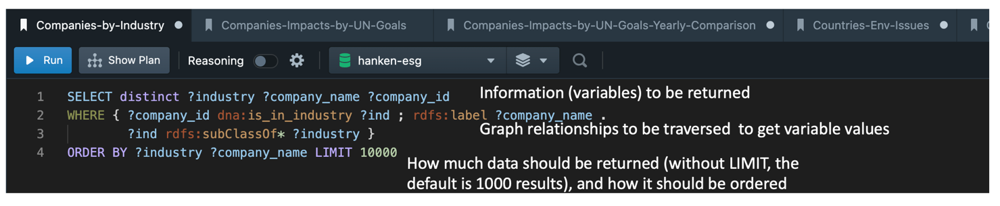 Companies-by-Industry Companies-Impacts-by-UN-Goals Companies-Impacts-by-UN-Goals-Yearly-Comparison Countries-Env-Issues
Run Show Plan Reasoning hanken-esg
1 SELECT distinct ?industry ?company_name ?company_id Information (variables) to be returned
2 WHERE { ?company_id dna:is_in_industry ?ind ; rdfs:label ?company_name .
Graph relationships to be traversed to get variable values
3 ?ind rdfs:subClassOf* ?industry }
4 ORDER BY ?industry ?company_name LIMIT 10000
How much data should be returned (without LIMIT, the
default is 1000 results), and how it should be ordered